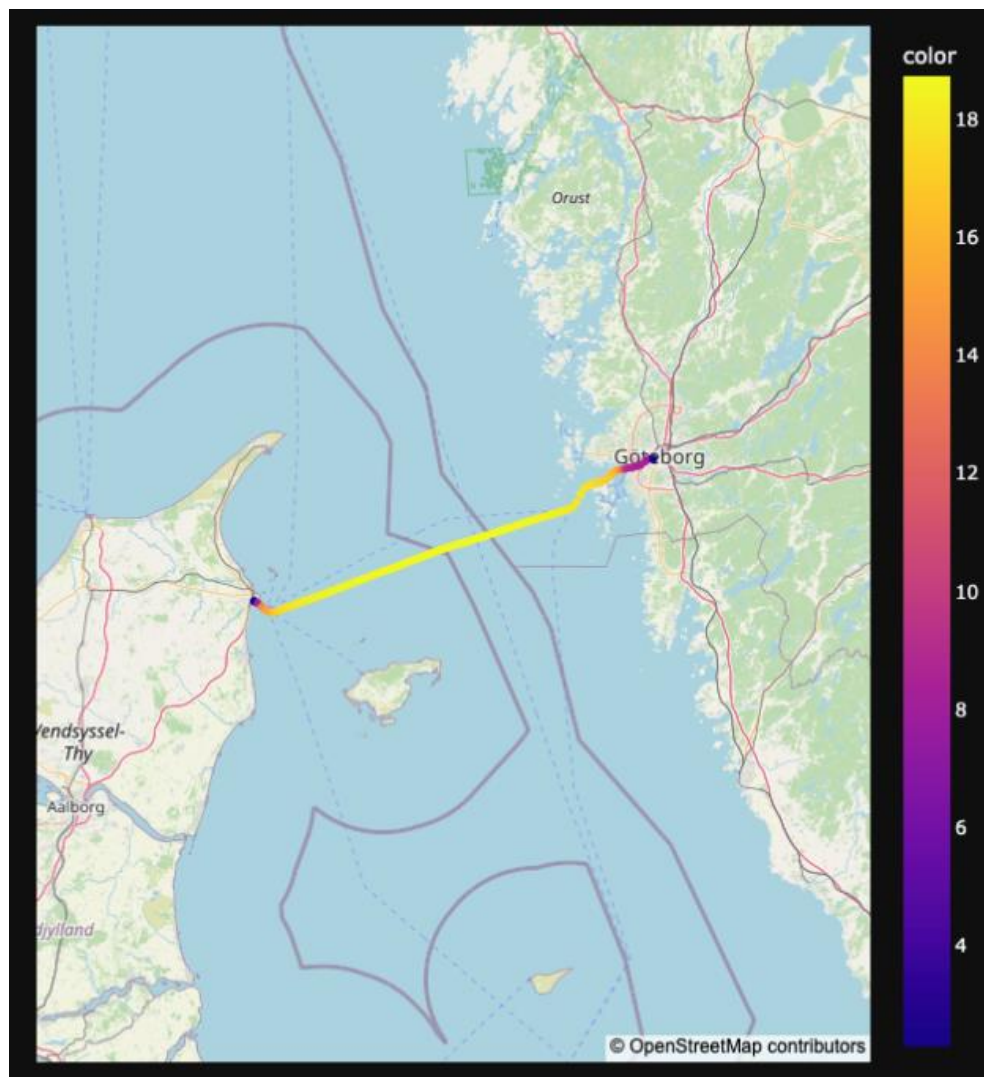 color
18
16
14
12
10
8
6
4
Orust
Göteborg
Vendsyssel-
Thy
Aalborg
djylland
© OpenStreetMap contributors